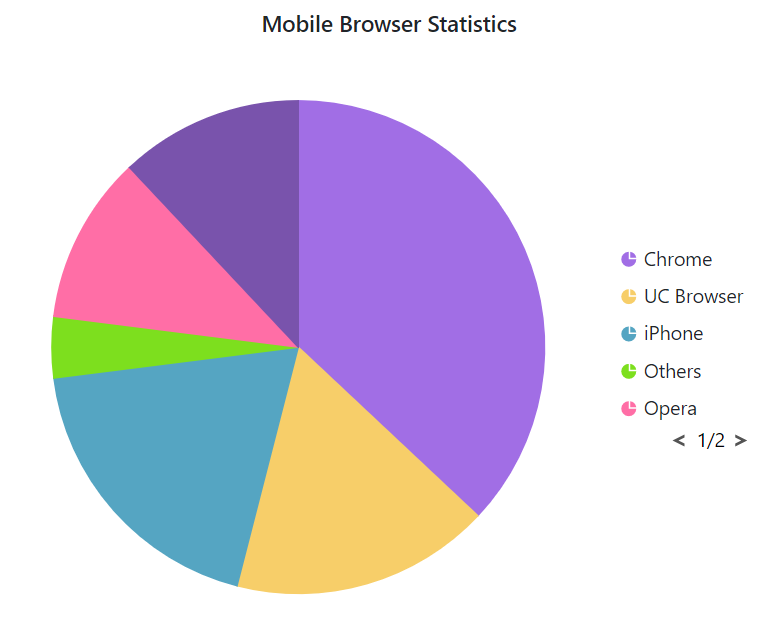 Mobile Browser Statistics
Chrome
UC Browser
iPhone
Others
Opera
< 1/2 >